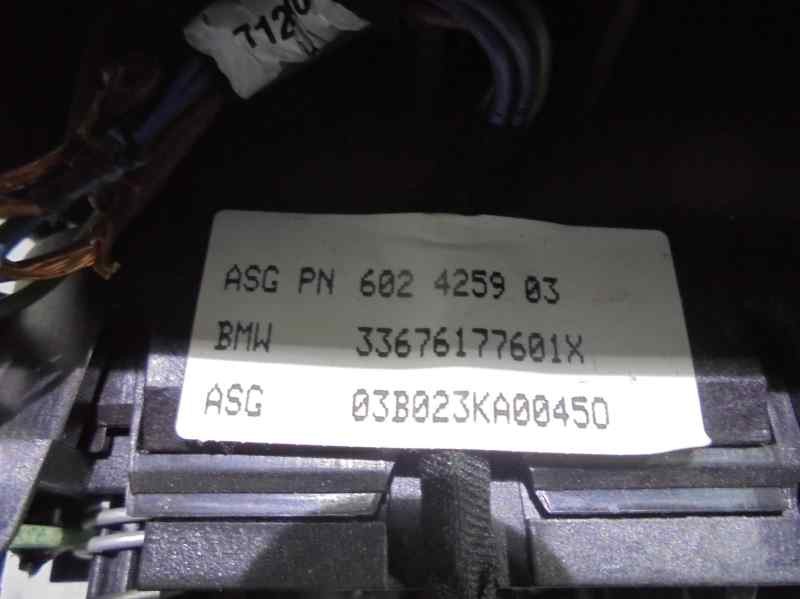 7120
ASG PN 602 4259 03
BMW 33676177601X
ASG 03B023KA00450